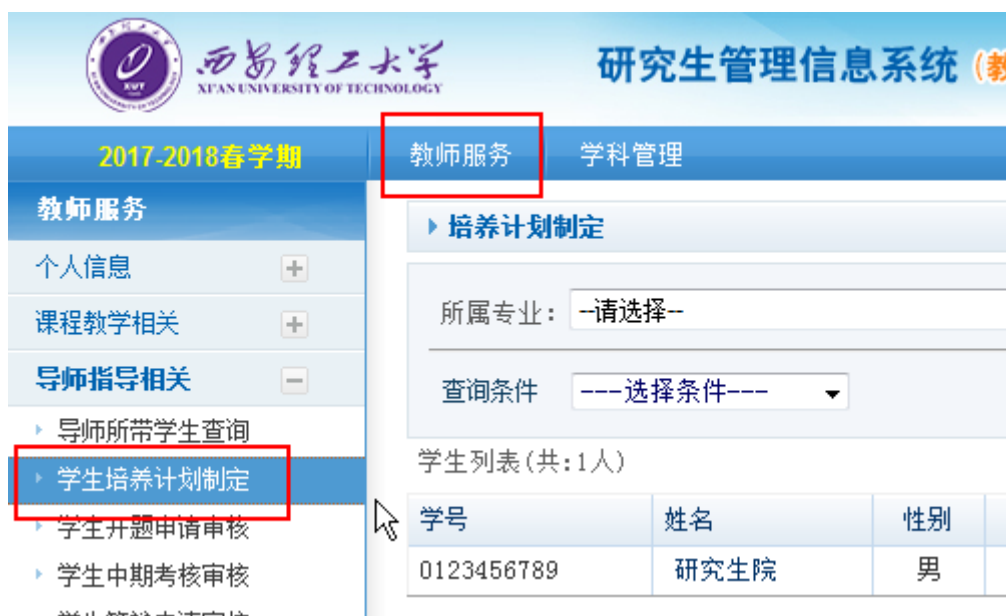 西安理工大学
XI'AN UNIVERSITY OF TECHNOLOGY
XUT
研究生管理信息系统(教
2017-2018春学期
教师服务
学科管理
教师服务
个人信息
课程教学相关
导师指导相关
导师所带学生查询
学生培养计划制定
学生开题申请审核
学生中期考核审核
培养计划制定
所属专业: --请选择--
查询条件 ---选择条件---
学生列表(共:1人)
学号 姓名 性别
0123456789 研究生院 男